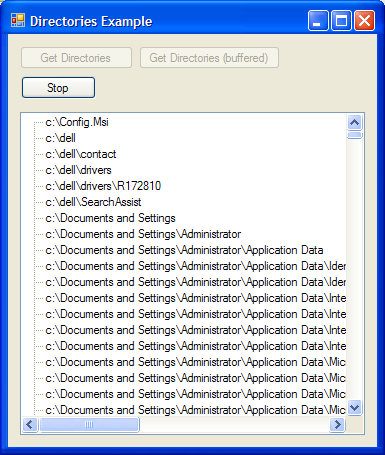 Directories Example
Get Directories
Get Directories (buffered)
Stop
c:\Config.Msi
c:\dell
c:\dell\contact
c:\dell\drivers
c:\dell\drivers\R172810
c:\dell\SearchAssist
c:\Documents and Settings
c:\Documents and Settings\Administrator
c:\Documents and Settings\Administrator\Application Data
c:\Documents and Settings\Administrator\Application Data\Ider
c:\Documents and Settings\Administrator\Application Data\Ider
c:\Documents and Settings\Administrator\Application Data\Inte
c:\Documents and Settings\Administrator\Application Data\Inte
c:\Documents and Settings\Administrator\Application Data\Inte
c:\Documents and Settings\Administrator\Application Data\Inte
c:\Documents and Settings\Administrator\Application Data\Mic
c:\Documents and Settings\Administrator\Application Data\Mic
c:\Documents and Settings\Administrator\Application Data\Mic
c:\Documents and Settings\Administrator\Application Data\Mic